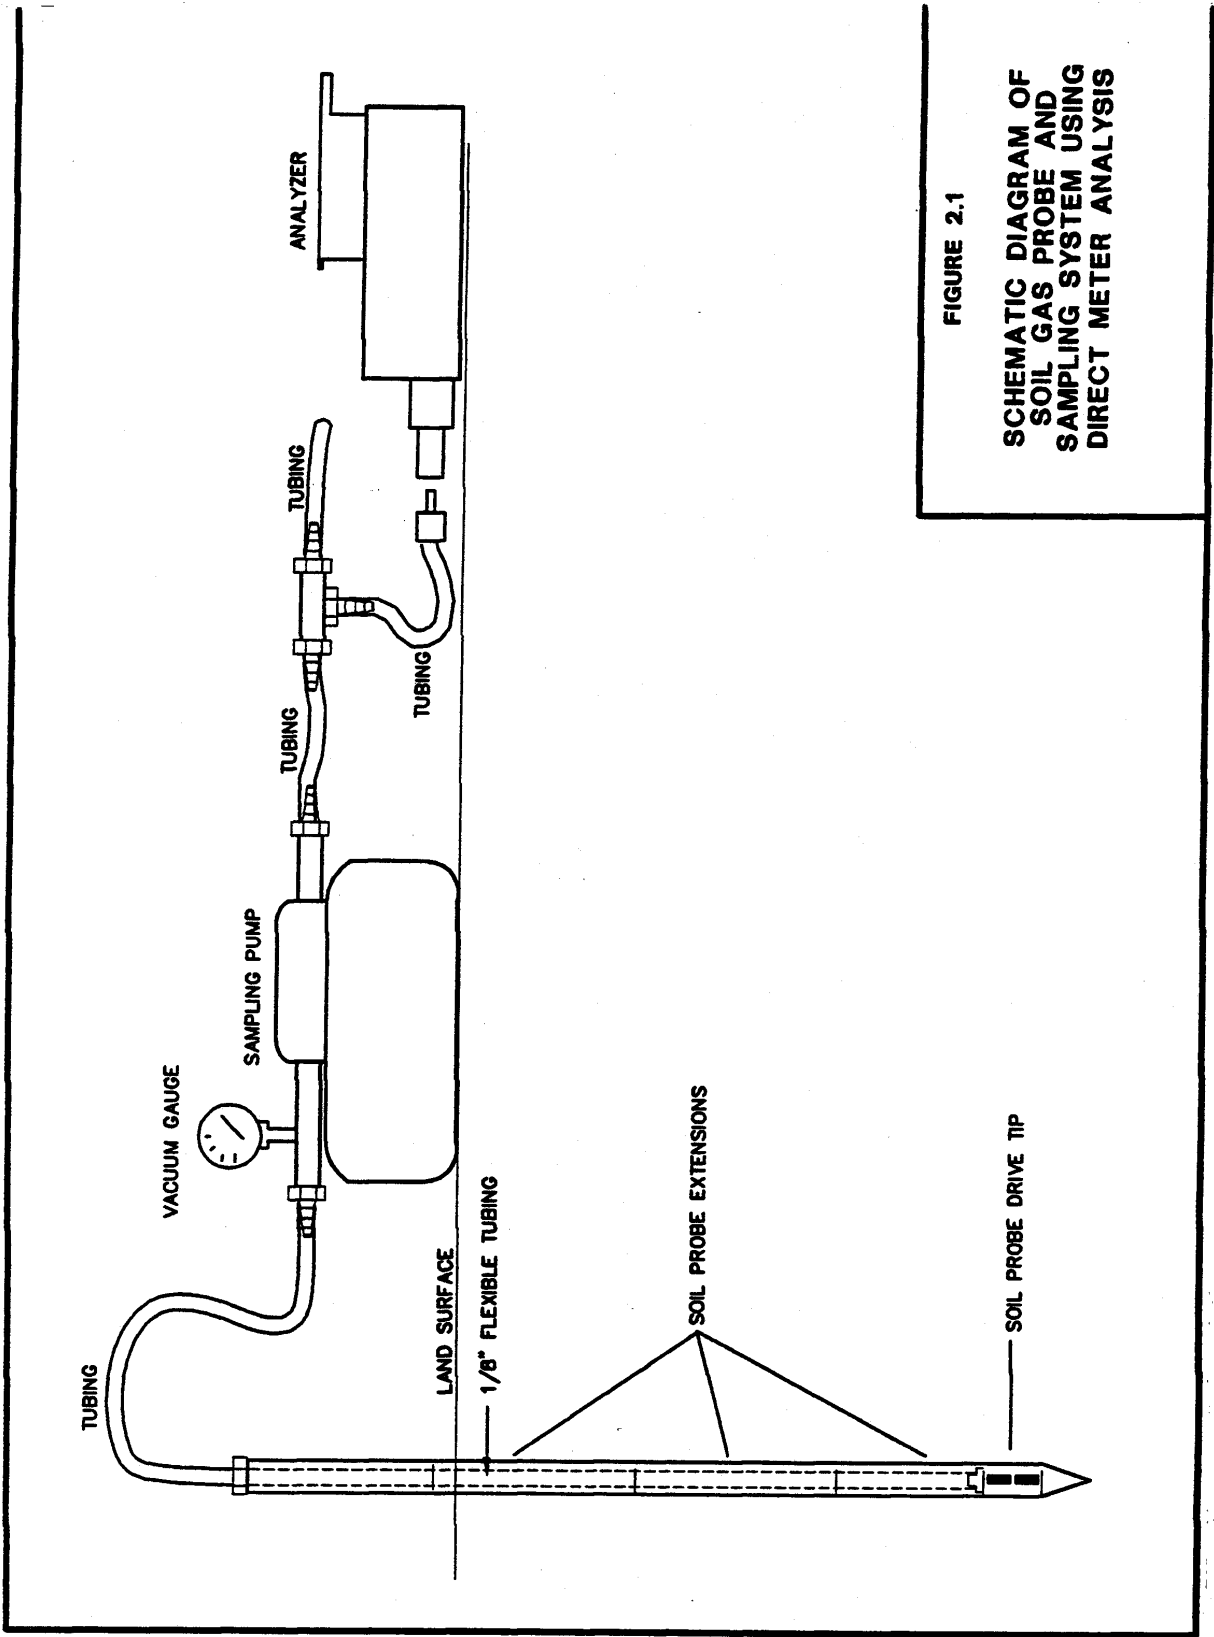 TUBING
VACUUM GAUGE
SAMPLING PUMP
TUBING
TUBING
TUBING
ANALYZER
LAND SURFACE
1/8" FLEXIBLE TUBING
SOIL PROBE EXTENSIONS
SOIL PROBE DRIVE TIP
FIGURE 2.1
SCHEMATIC DIAGRAM OF
SOIL GAS PROBE AND
SAMPLING SYSTEM USING
DIRECT METER ANALYSIS